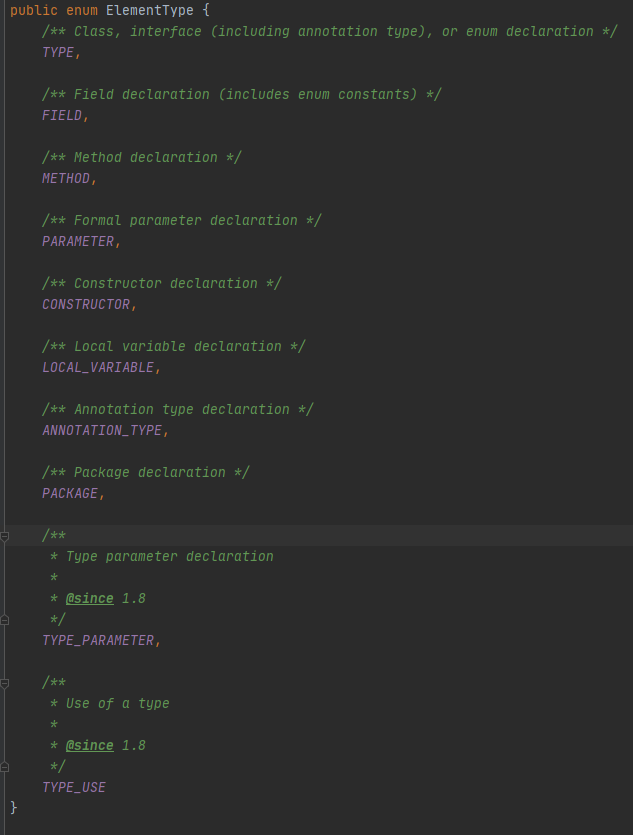 public enum ElementType {
/** Class, interface (including annotation type), or enum declaration */
TYPE,
/** Field declaration (includes enum constants) */
FIELD,
/** Method declaration */
METHOD,
/** Formal parameter declaration */
PARAMETER,
/** Constructor declaration */
CONSTRUCTOR,
/** Local variable declaration */
LOCAL_VARIABLE,
/** Annotation type declaration */
ANNOTATION_TYPE,
/** Package declaration */
PACKAGE,
/**
* Type parameter declaration
*
* @since 1.8
*/
TYPE_PARAMETER,
/**
* Use of a type
*
* @since 1.8
*/
TYPE_USE
}